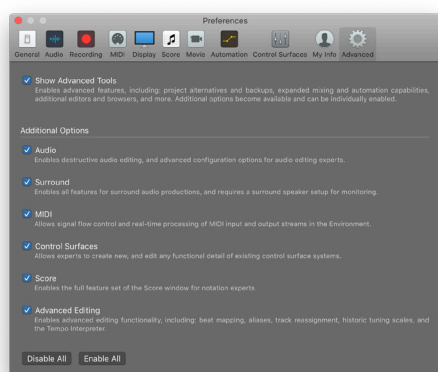 Preferences
General Audio Recording MIDI Display Score Movie Automation Control Surfaces My Info Advanced
Show Advanced Tools
Enables advanced features, including: project alternatives and backups, expanded mixing and automation capabilities,
additional editors and browsers, and more. Additional options become available and can be individually enabled.
Additional Options
Audio
Enables destructive audio editing, and advanced configuration options for audio editing experts.
Surround
Enables all features for surround audio productions, and requires a surround speaker setup for monitoring.
MIDI
Allows signal flow control and real-time processing of MIDI input and output streams in the Environment.
Control Surfaces
Allows experts to create new, and edit any functional detail of existing control surface systems.
Score
Enables the full feature set of the Score window for notation experts.
Advanced Editing
Enables advanced editing functionality, including: beat mapping, aliases, track reassignment, historic tuning scales, and
the Tempo Interpreter.
Disable All Enable All